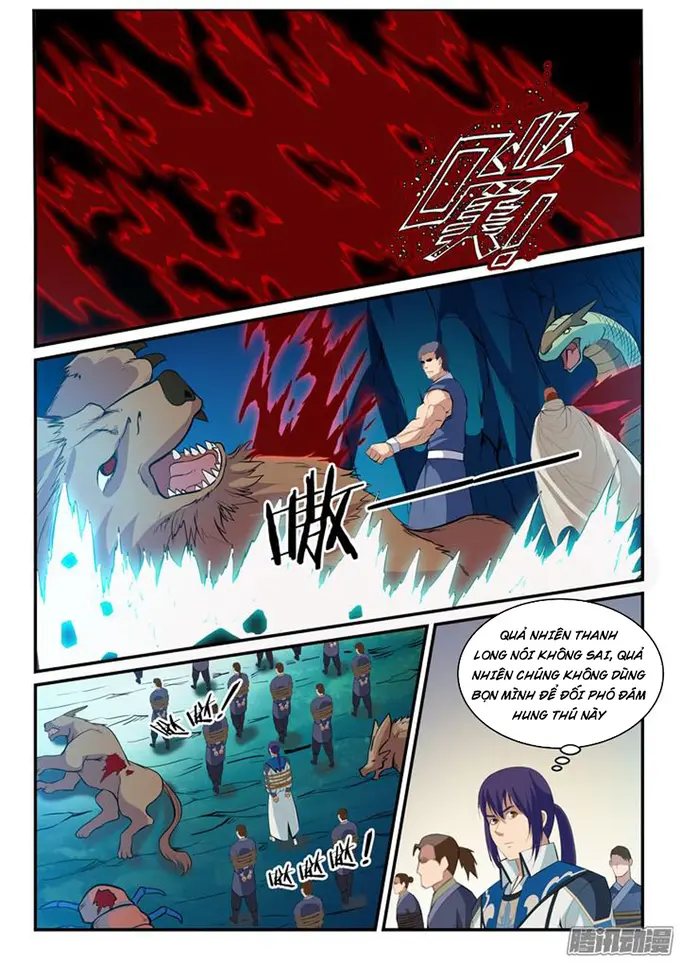 噗!
嗷——
QUẢ NHIÊN THANH
LONG NÓI KHÔNG SAI, QUẢ
NHIÊN CHÚNG KHÔNG DÙNG
BỌN MÌNH ĐỂ ĐỐI PHÓ ĐÁM
HUNG THÚ NÀY
腾讯动漫